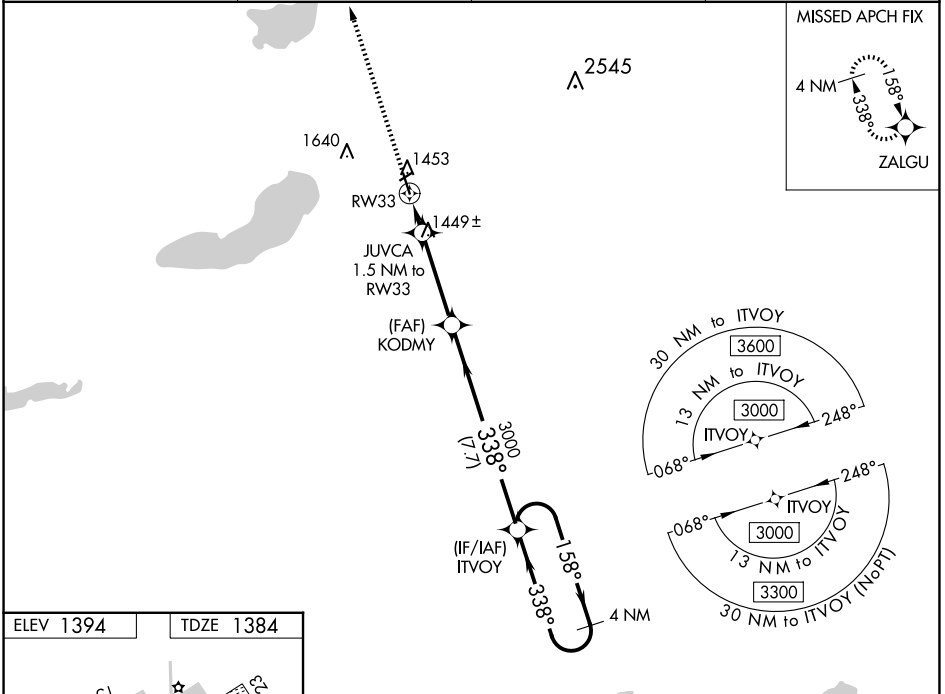 MISSED APCH FIX
4 NM
158°
338°
ZALGU
2545
1640
1453
RW33
1449±
JUVCA
1.5 NM to
RW33
(FAF)
KODMY
3000
338°
(7.7)
(IF/IAF)
ITVOY
158°
338°
4 NM
30 NM to ITVOY
3600
13 NM to ITVOY
3000
ITVOY
248°
068°
248°
068°
ITVOY
3000
13 NM to ITVOY
3300
30 NM to ITVOY (NoPT)
ELEV 1394
TDZE 1384
23